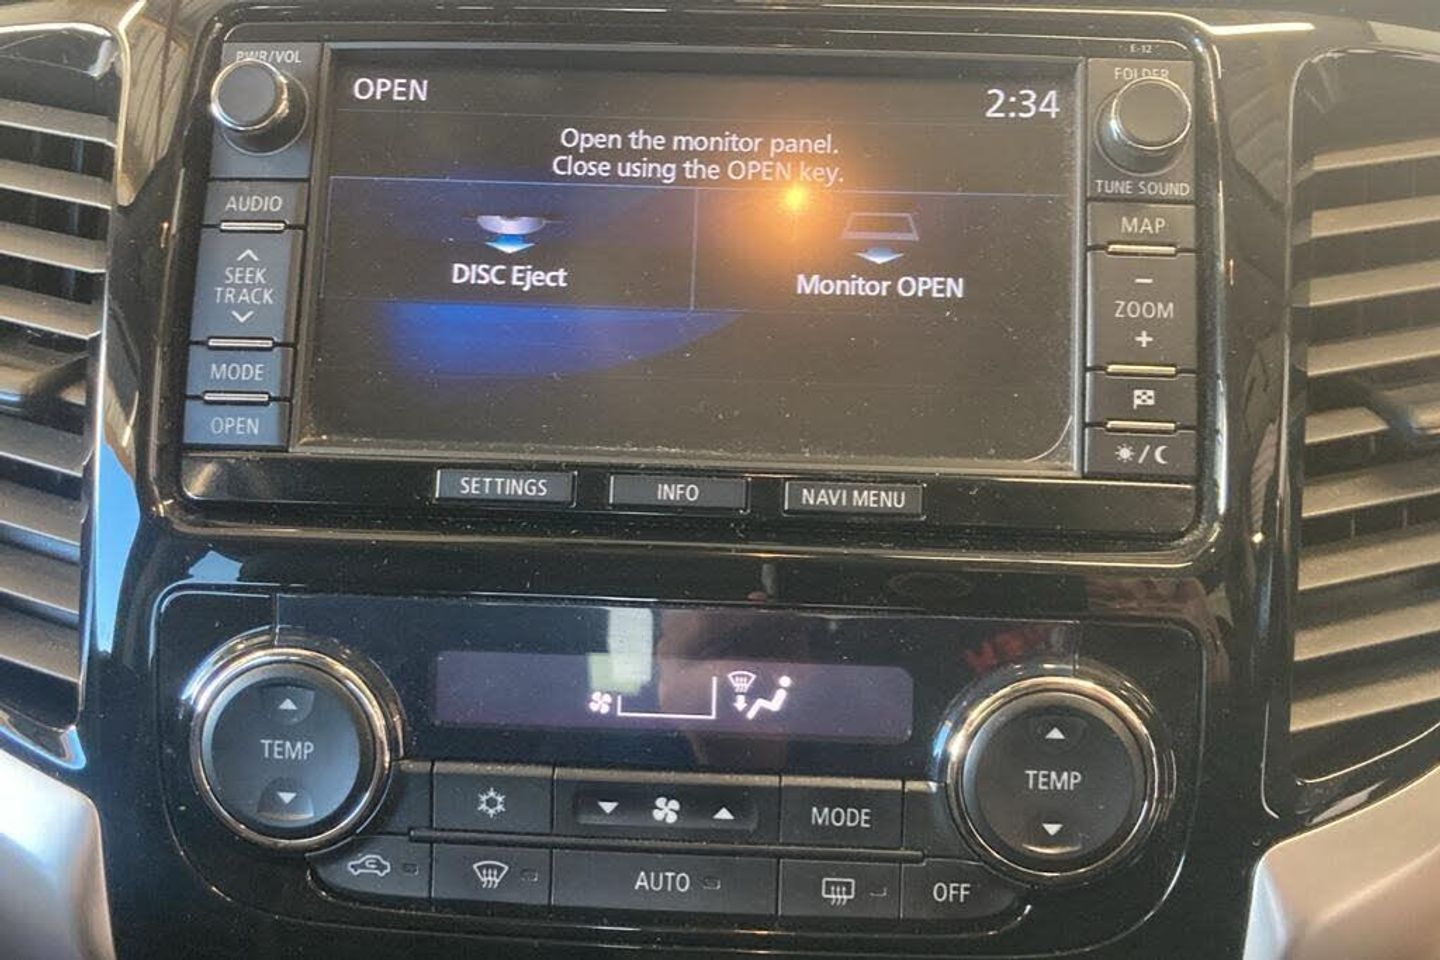 PWR/VOL
E-12
FOLDER
OPEN
2:34
Open the monitor panel.
Close using the OPEN key.
TUNE SOUND
AUDIO
MAP
SEEK
TRACK
DISC Eject
Monitor OPEN
-
ZOOM
+
MODE
OPEN
SETTINGS
INFO
NAVI MENU
TEMP
TEMP
MODE
AUTO
OFF